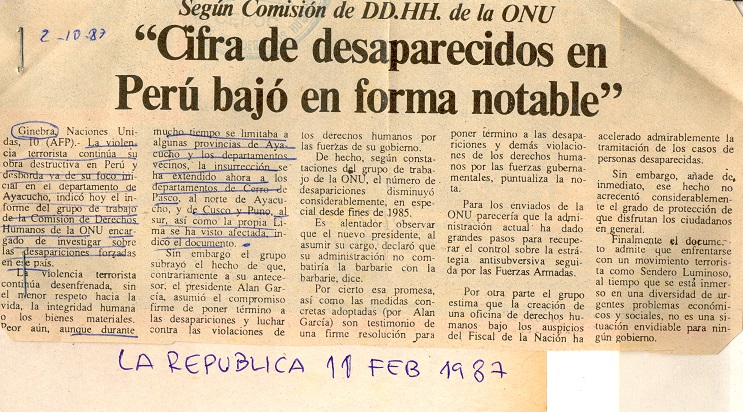 Según Comisión de DD.HH. de la ONU
2-10-87
“Cifra de desaparecidos en
Perú bajó en forma notable”
Ginebra, Naciones Uni-
das, 10 (AFP).- La violen-
cia terrorista continúa su
obra destructiva en Perú y
desborda ya de su foco ini-
cial en el departamento de
Ayacucho, indicó hoy el in-
forme del grupo de trabajo
de la Comisión de Derechos
Humanos de la ONU encar-
gado de investigar sobre
las desapariciones forzadas
en ese país.
La violencia terrorista
continúa desenfrenada, sin
el menor respeto hacia la
vida, la integridad humana
o los bienes materiales.
Peor aún, aunque durante
mucho tiempo se limitaba a
algunas provincias de Aya-
cucho y los departamentos
vecinos, la insurrección se
ha extendido ahora a los
departamentos de Cerro de
Pasco, al norte de Ayacu-
cho, y de Cusco y Puno, al
sur, así como la propia Li-
ma se ha visto afectada, in-
dicó el documento.
Sin embargo el grupo
subrayó el hecho de que,
contrariamente a su antece-
sor, el presidente Alan Gar-
cía, asumió el compromiso
firme de poner término a
las desapariciones y luchar
contra las violaciones de
los derechos humanos por
las fuerzas de su gobierno.
De hecho, según consta-
taciones del grupo de traba-
jo de la ONU, el número de
desapariciones disminuyó
considerablemente, en espe-
cial desde fines de 1985.
Es alentador observar
que el nuevo presidente, al
asumir su cargo, declaró que
su administración no comba-
tiría la barbarie con la bar-
barie, indica el documento.
Por cierto esa promesa,
así como las medidas con-
cretas adoptadas (por Alan
García) son testimonio de
una firme resolución para
poner término a las desapa-
riciones y demás violaciones
de los derechos humanos
por las fuerzas guberna-
mentales, puntualiza la no-
ta.
Para los enviados de la
ONU parecería que la admi-
nistración actual ha dado
grandes pasos para recupe-
rar el control sobre la estra-
tegia antisubversiva segui-
da por las Fuerzas Armadas.
Por otra parte el grupo
estima que la creación de
una oficina de derechos hu-
manos bajo los auspicios
del Fiscal de la Nación ha
acelerado admirablemente la
tramitación de los casos de
personas desaparecidas.
Sin embargo, añade de,
inmediato, ese hecho no
acrecentó considerablemente
el grado de protección de
que disfrutan los ciudadanos
en general.
Finalmente el documen-
to admite que enfrentarse
con un movimiento terroris-
ta como Sendero Luminoso,
al tiempo que se está inmer-
so en una diversidad de ur-
gentes problemas económi-
cos y sociales, no es una si-
tuación envidiable para nin-
gún gobierno.
LA REPUBLICA 11 FEB 1987